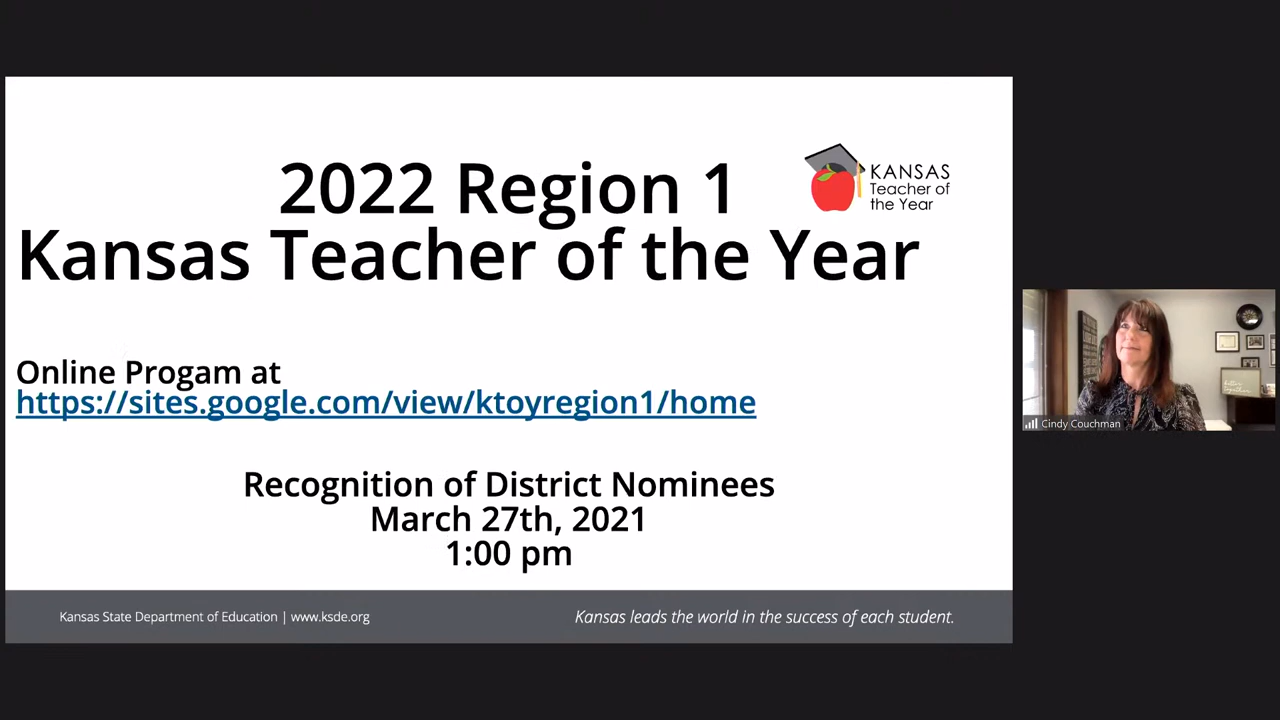 2022 Region 1
Kansas Teacher of the Year
KANSAS
Teacher of
the Year
Online Progam at
https://sites.google.com/view/ktoyregion1/home
Recognition of District Nominees
March 27th, 2021
1:00 pm
Kansas State Department of Education | www.ksde.org
Kansas leads the world in the success of each student.
Cindy Couchman